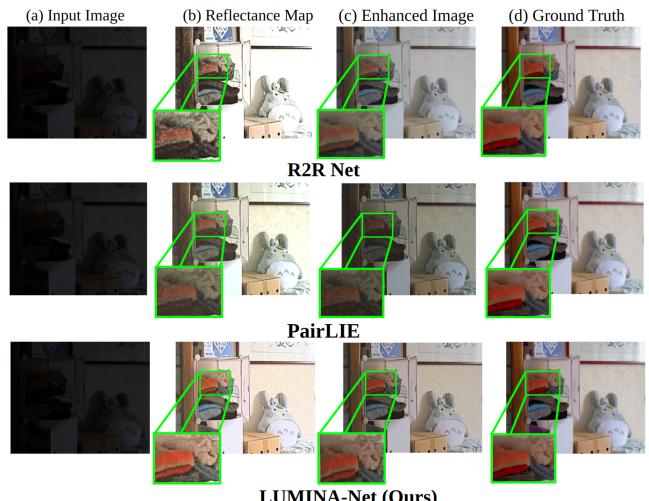 (a) Input Image (b) Reflectance Map (c) Enhanced Image (d) Ground Truth
R2R Net
PairLIE
LUMINA-Net (Ours)